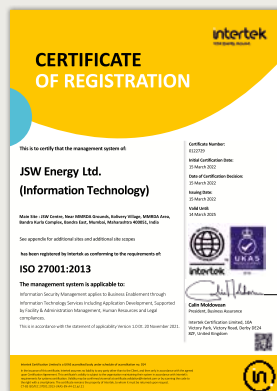 intertek
CERTIFICATE
OF REGISTRATION
This is to certify that the management system of:
JSW Energy Ltd.
(Information Technology)
Main Site : JSW Center, Near MMRDA Grounds, Kalivery Village, MMRDA Area,
Bandra Kurla Complex, Bandra East, Mumbai, Maharashtra 400051, India
See appendix for additional sites and additional site scopes
has been registered by Intertek as conforming to the requirements of:
ISO 27001:2013
The management system is applicable to:
Information Security Management applies to Business Enablement through
Information Technology Services including Application Development, Supported
by Facility & Administration Management, Human Resources and Legal
compliances.
This is in accordance with the statement of applicability Version 1.0 Dt. 20 November 2021.
Certificate Number:
0122739
Initial Certification Date:
15 March 2022
Date of Certification Decision:
15 March 2022
Issuing Date:
15 March 2022
Valid Until:
14 March 2025
intertek
UKAS
Calin Moldovean
President, Business Assurance
Intertek Certification Limited, 10A
Victory Park, Victory Road, Derby DE24
8ZF, United Kingdom
in